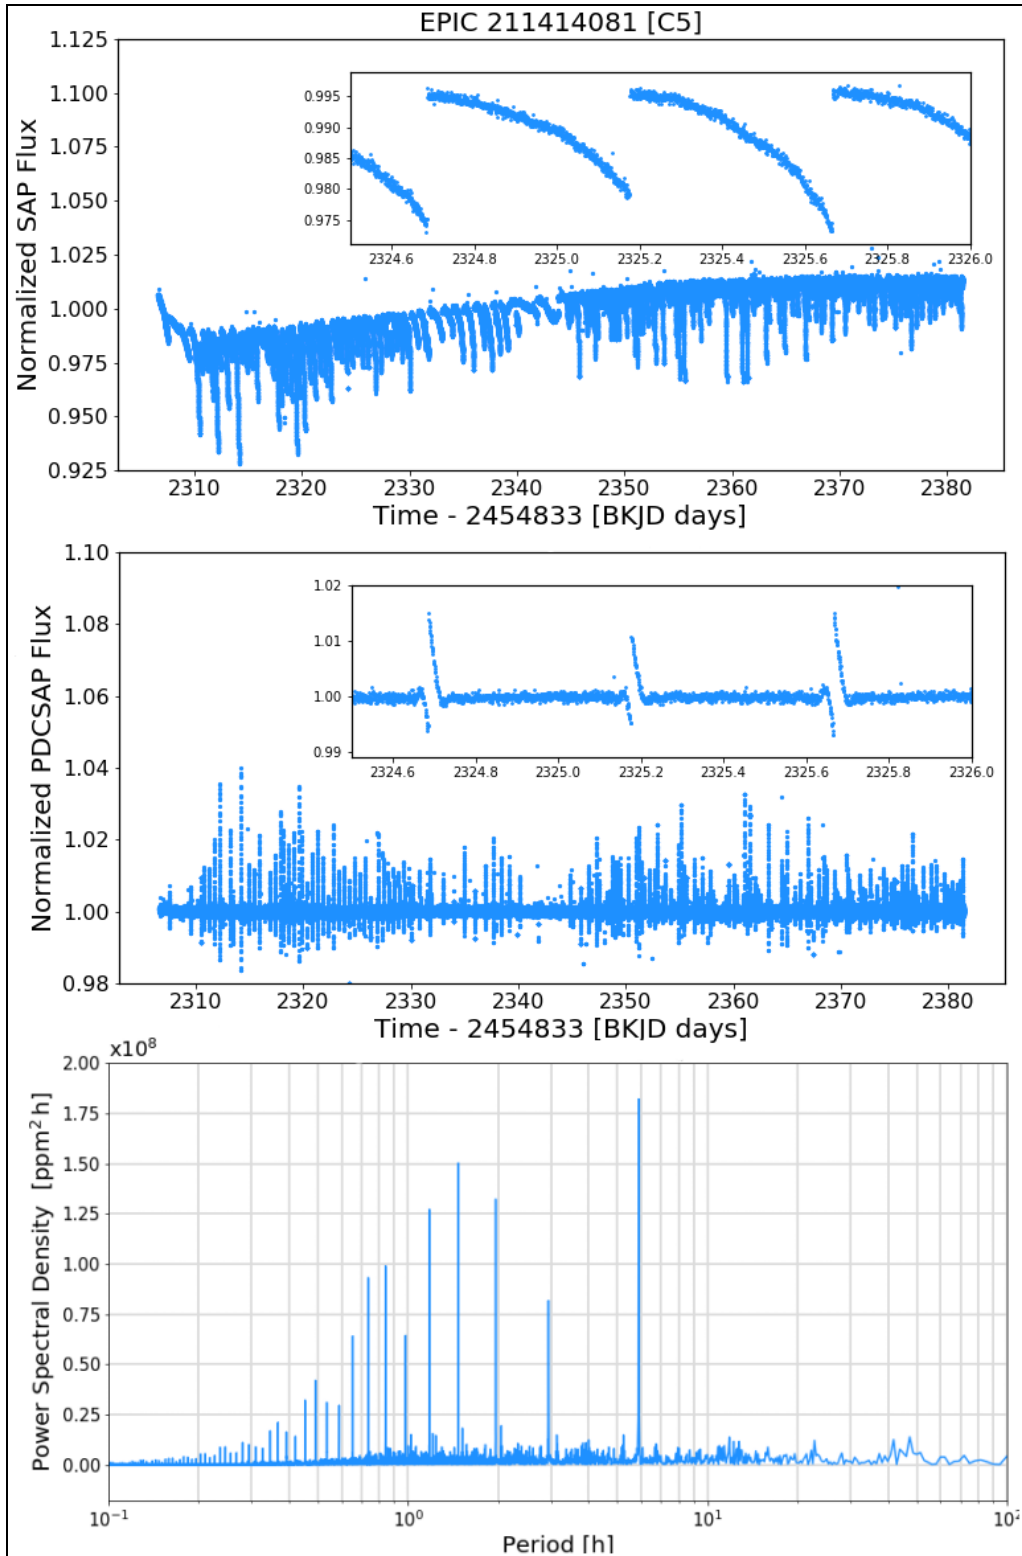 EPIC 211414081 [C5]
Normalized SAP Flux
1.125
1.100
1.075
1.050
1.025
1.000
0.975
0.950
0.925
0.995
0.990
0.985
0.980
0.975
2324.6 2324.8 2325.0 2325.2 2325.4 2325.6 2325.8 2326.0
2310 2320 2330 2340 2350 2360 2370 2380
Time - 2454833 [BKJD days]
Normalized PDCSAP Flux
1.10
1.08
1.06
1.04
1.02
1.00
0.98
1.02
1.01
1.00
0.99
2324.6 2324.8 2325.0 2325.2 2325.4 2325.6 2325.8 2326.0
2310 2320 2330 2340 2350 2360 2370 2380
Time - 2454833 [BKJD days]
x10⁸
Power Spectral Density [ppm² h]
2.00
1.75
1.50
1.25
1.00
0.75
0.50
0.25
0.00
10⁻¹ 10⁰ 10¹ 10²
Period [h]